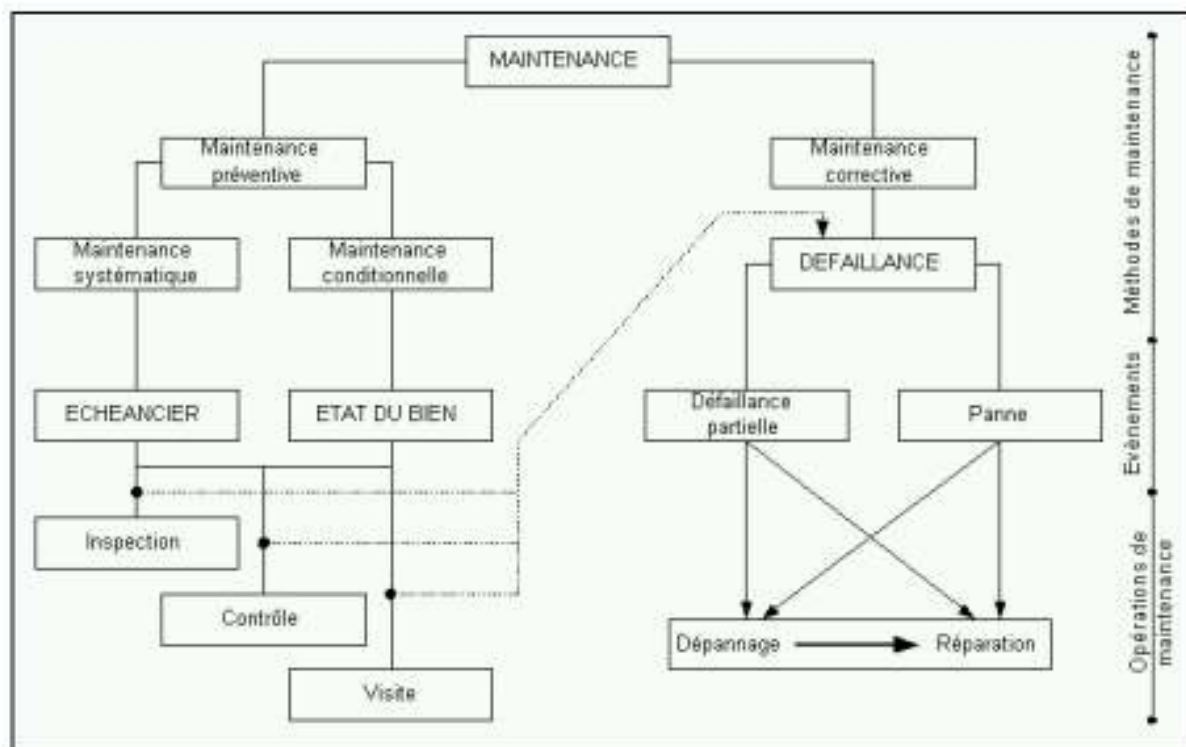 MAINTENANCE
Maintenance
préventive
Maintenance
corrective
Maintenance
systématique
Maintenance
conditionnelle
DEFAILLANCE
ECHEANCIER
ETAT DU BIEN
Défaillance
partielle
Panne
Inspection
Contrôle
Visite
Dépannage
Réparation
Méthodes de maintenance
Evènements
Opérations de
maintenance